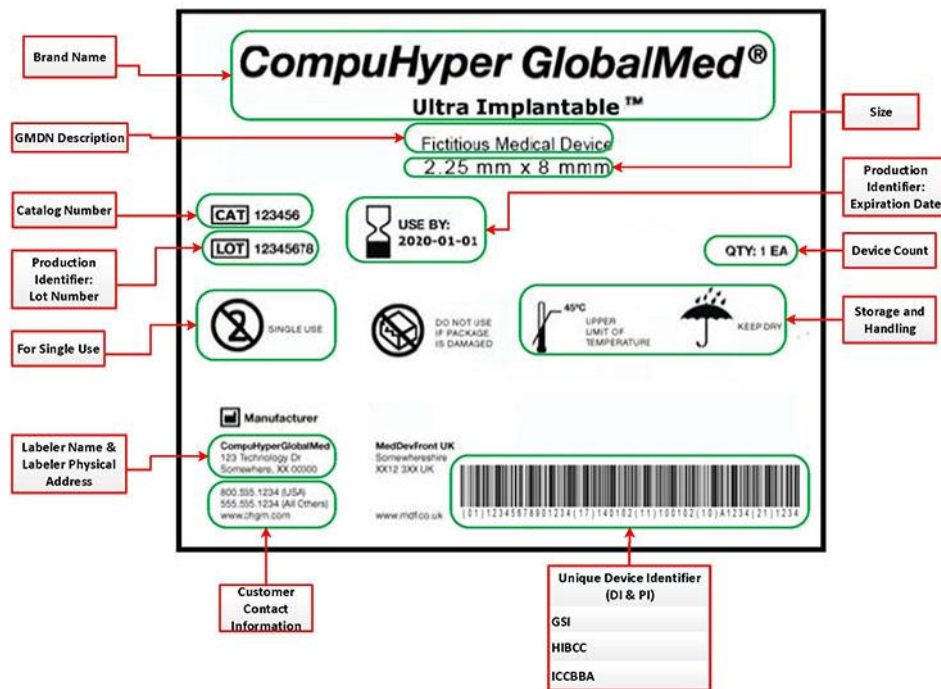 Brand Name
CompuHyper GlobalMed®
Ultra Implantable™
GMDN Description
Fictitious Medical Device
2.25 mm x 8 mmm
Size
Catalog Number
CAT 123456
USE BY:
2020-01-01
Production
Identifier:
Expiration Date
Production
Identifier:
Lot Number
LOT 12345678
QTY: 1 EA
Device Count
For Single Use
2
SINGLE USE
DO NOT USE
IF PACKAGE
IS DAMAGED
45°C
UPPER
LIMIT OF
TEMPERATURE
KEEP DRY
Storage and
Handling
Manufacturer
Labeler Name &
Labeler Physical
Address
CompuHyperGlobalMed
123 Technology Dr
Somewhere, XX 00000
MedDevFront UK
Somewhereshire
XX12 3XX UK
800.555.1234 (USA)
555.555.1234 (All Others)
www.chgm.com
www.mdf.co.uk
(01)12345678901234(17)140102(11)100102(10)A1234(21)1234
Customer
Contact
Information
Unique Device Identifier
(DI & PI)
GSI
HIBCC
ICCBBA